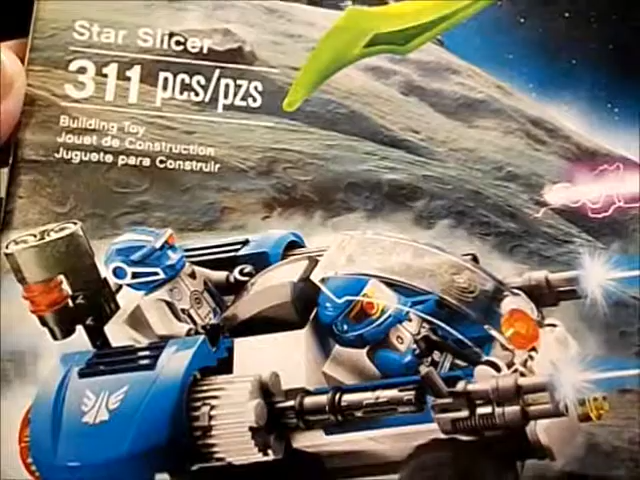 Star Slicer
311 pcs/pzs
Building Toy
Jouet de Construction
Juguete para Construir